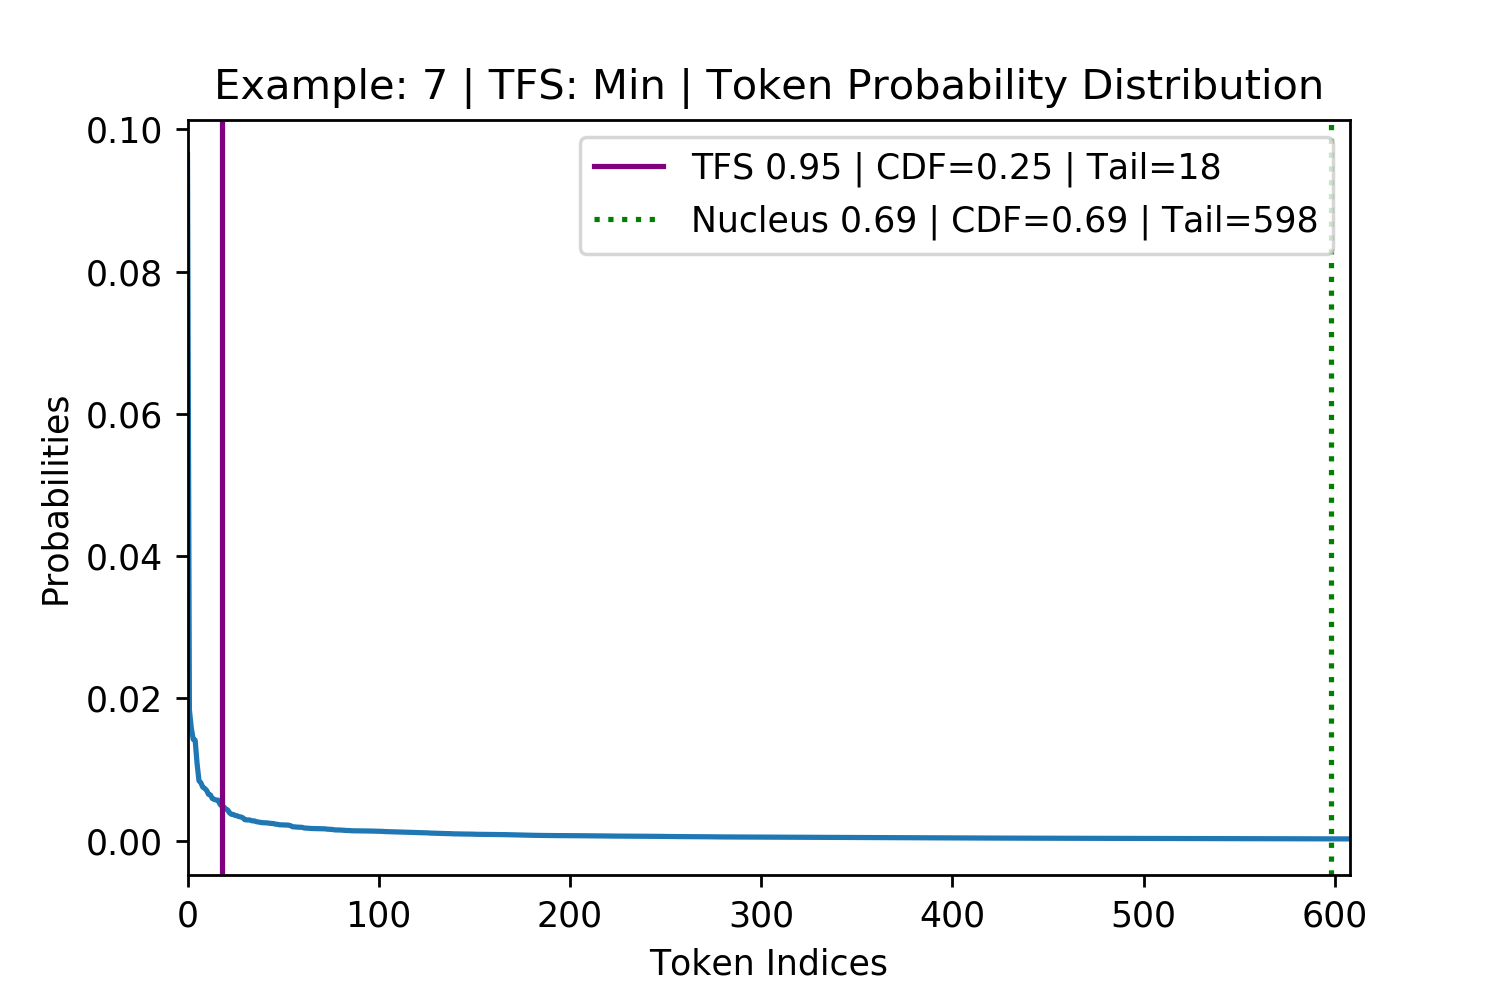 Example: 7 | TFS: Min | Token Probability Distribution
TFS 0.95 | CDF=0.25 | Tail=18
Nucleus 0.69 | CDF=0.69 | Tail=598
0.10
0.08
0.06
0.04
0.02
0.00
Probabilities
0 100 200 300 400 500 600
Token Indices